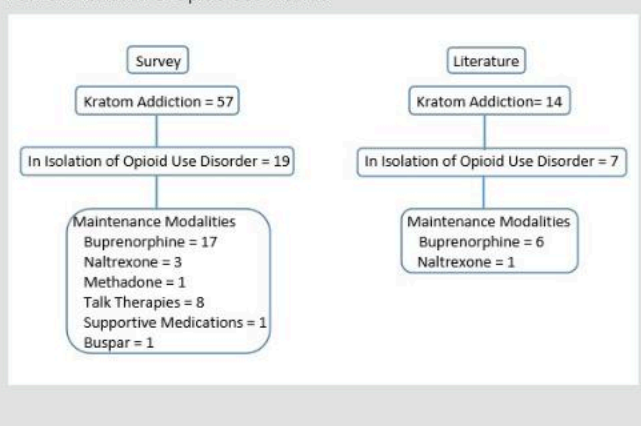 Survey
Kratom Addiction = 57
In Isolation of Opioid Use Disorder = 19
Maintenance Modalities
Buprenorphine = 17
Naltrexone = 3
Methadone = 1
Talk Therapies = 8
Supportive Medications = 1
Buspar = 1
Literature
Kratom Addiction= 14
In Isolation of Opioid Use Disorder = 7
Maintenance Modalities
Buprenorphine = 6
Naltrexone = 1